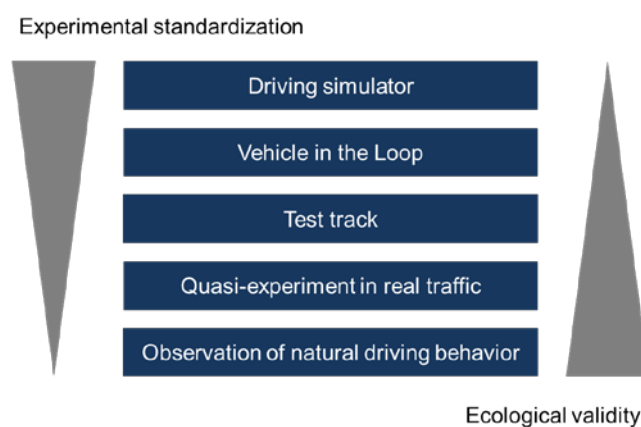 Experimental standardization
Driving simulator
Vehicle in the Loop
Test track
Quasi-experiment in real traffic
Observation of natural driving behavior
Ecological validity